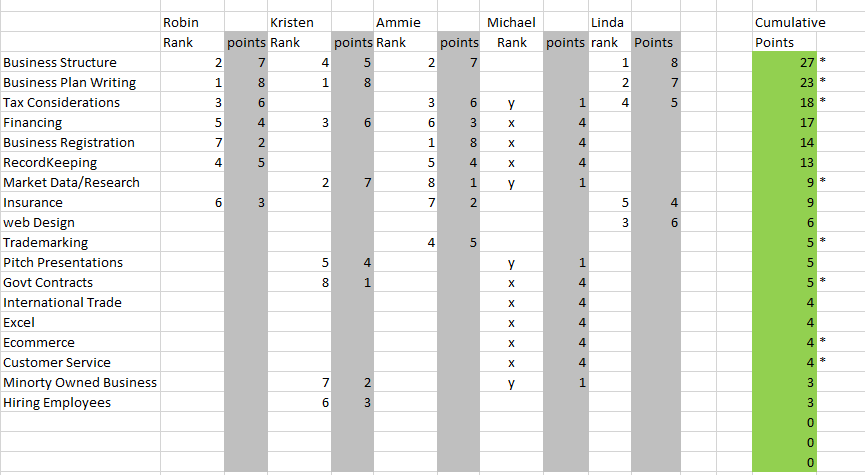 Robin Kristen Ammie Michael Linda Cumulative
Rank points Rank points Rank points Rank points rank Points Points
Business Structure 2 7 4 5 2 7 1 8 27 *
Business Plan Writing 1 8 1 8 2 7 23 *
Tax Considerations 3 6 3 6 y 1 4 5 18 *
Financing 5 4 3 6 6 3 x 4 17
Business Registration 7 2 1 8 x 4 14
RecordKeeping 4 5 5 4 x 4 13
Market Data/Research 2 7 8 1 y 1 9 *
Insurance 6 3 7 2 5 4 9
web Design 3 6 6
Trademarking 4 5 5 *
Pitch Presentations 5 4 y 1 5
Govt Contracts 8 1 x 4 5 *
International Trade x 4 4
Excel x 4 4
Ecommerce x 4 4 *
Customer Service x 4 4 *
Minorty Owned Business 7 2 y 1 3
Hiring Employees 6 3 3
0
0
0